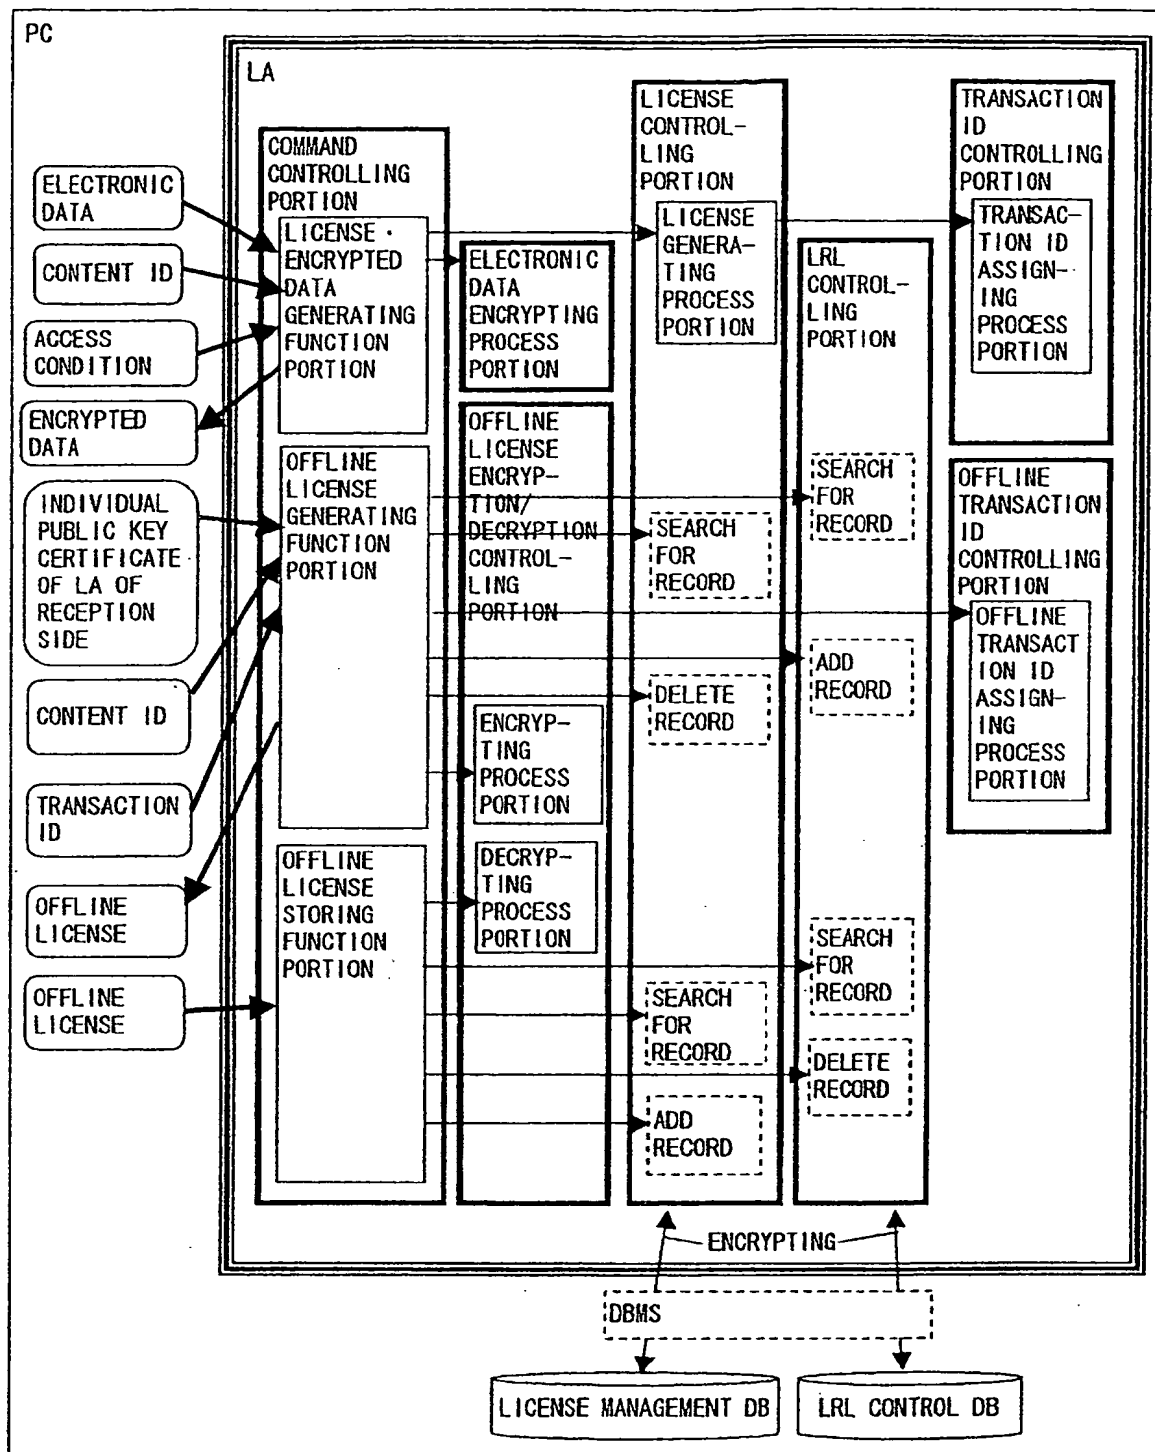 PC
LA
ELECTRONIC
DATA
CONTENT ID
ACCESS
CONDITION
ENCRYPTED
DATA
INDIVIDUAL
PUBLIC KEY
CERTIFICATE
OF LA OF
RECEPTION
SIDE
CONTENT ID
TRANSACTION
ID
OFFLINE
LICENSE
OFFLINE
LICENSE
COMMAND
CONTROLLING
PORTION
LICENSE·
ENCRYPTED
DATA
GENERATING
FUNCTION
PORTION
OFFLINE
LICENSE
GENERATING
FUNCTION
PORTION
OFFLINE
LICENSE
STORING
FUNCTION
PORTION
ELECTRONIC
DATA
ENCRYPTING
PROCESS
PORTION
OFFLINE
LICENSE
ENCRYP-
TION/
DECRYPTION
CONTROL-
LING
PORTION
ENCRYP-
TING
PROCESS
PORTION
DECRYP-
TING
PROCESS
PORTION
LICENSE
CONTROL-
LING
PORTION
LICENSE
GENERA-
TING
PROCESS
PORTION
SEARCH
FOR
RECORD
DELETE
RECORD
SEARCH
FOR
RECORD
ADD
RECORD
LRL
CONTROL-
LING
PORTION
SEARCH
FOR
RECORD
ADD
RECORD
SEARCH
FOR
RECORD
DELETE
RECORD
TRANSACTION
ID
CONTROLLING
PORTION
TRANSAC-
TION ID
ASSIGN-
ING
PROCESS
PORTION
OFFLINE
TRANSACTION
ID
CONTROLLING
PORTION
OFFLINE
TRANSACT
ION ID
ASSIGN-
ING
PROCESS
PORTION
ENCRYPTING
DBMS
LICENSE MANAGEMENT DB
LRL CONTROL DB